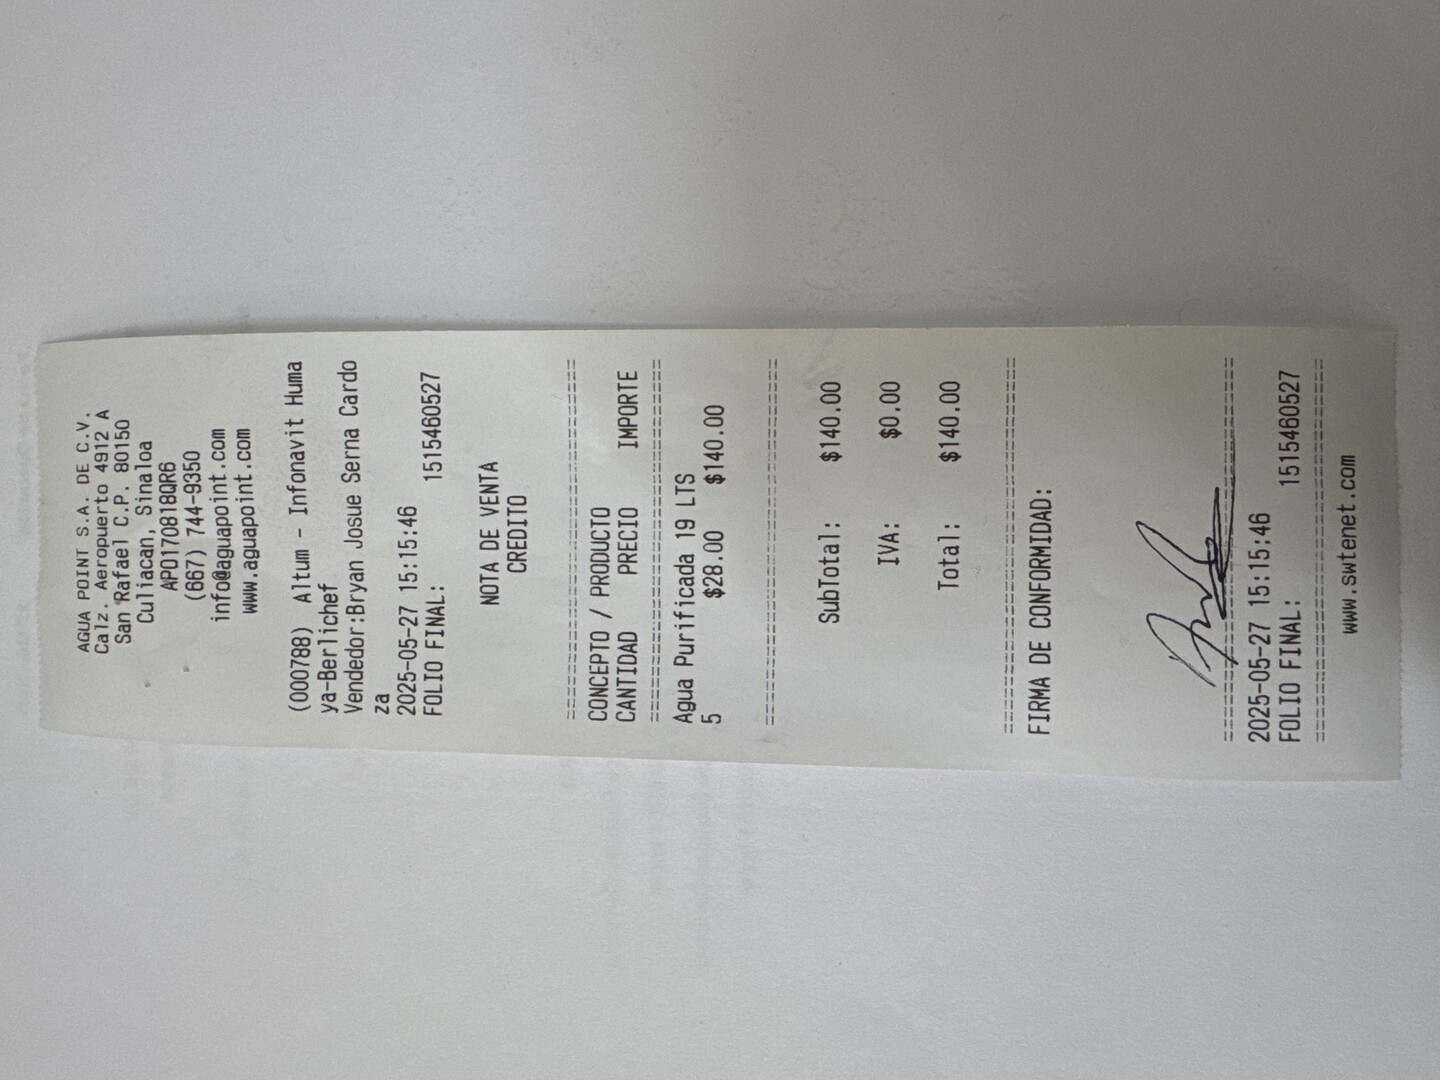 AGUA POINT S.A. DE C.V.
Calz. Aeropuerto 4912 A
San Rafael C.P. 80150
Culiacan, Sinaloa
APO170818QR6
(667) 744-9350
info@aguapoint.com
www.aguapoint.com
(000788) Altum - Infonavit Huma
ya-Berlichef
Vendedor:Bryan Josue Serna Cardo
za
2025-05-27 15:15:46
FOLIO FINAL: 1515460527
NOTA DE VENTA
CREDITO
================================
CONCEPTO / PRODUCTO
CANTIDAD PRECIO IMPORTE
================================
Agua Purificada 19 LTS
5 $28.00 $140.00
================================
SubTotal: $140.00
IVA: $0.00
Total: $140.00
================================
FIRMA DE CONFORMIDAD:
================================
2025-05-27 15:15:46
FOLIO FINAL: 1515460527
================================
www.swtenet.com